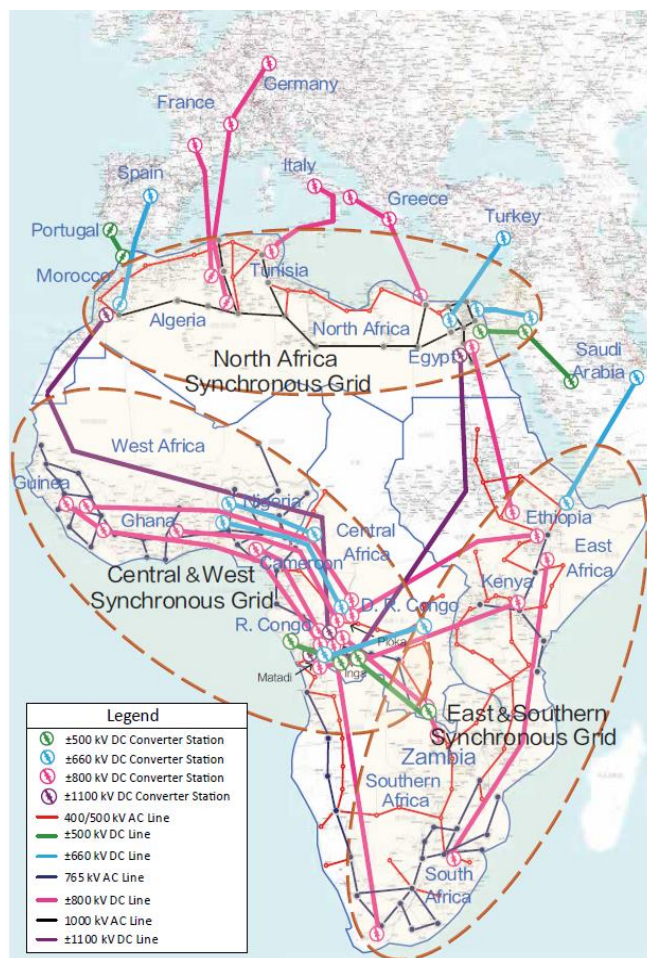 Germany
France
Italy
Spain
Greece
Turkey
Portugal
Morocco
Tunisia
Algeria
North Africa
Egypt
Saudi
Arabia
North Africa
Synchronous Grid
West Africa
Guinea
Nigeria
Ghana
Central
Africa
Ethiopia
East
Africa
Cameroon
Central & West
Synchronous Grid
Kenya
D. R. Congo
R. Congo
Pioka
Matadi
Inga
East & Southern
Synchronous Grid
Zambia
Southern
Africa
South
Africa
Legend
±500 kV DC Converter Station
±660 kV DC Converter Station
±800 kV DC Converter Station
±1100 kV DC Converter Station
400/500 kV AC Line
±500 kV DC Line
±660 kV DC Line
765 kV AC Line
±800 kV DC Line
1000 kV AC Line
±1100 kV DC Line